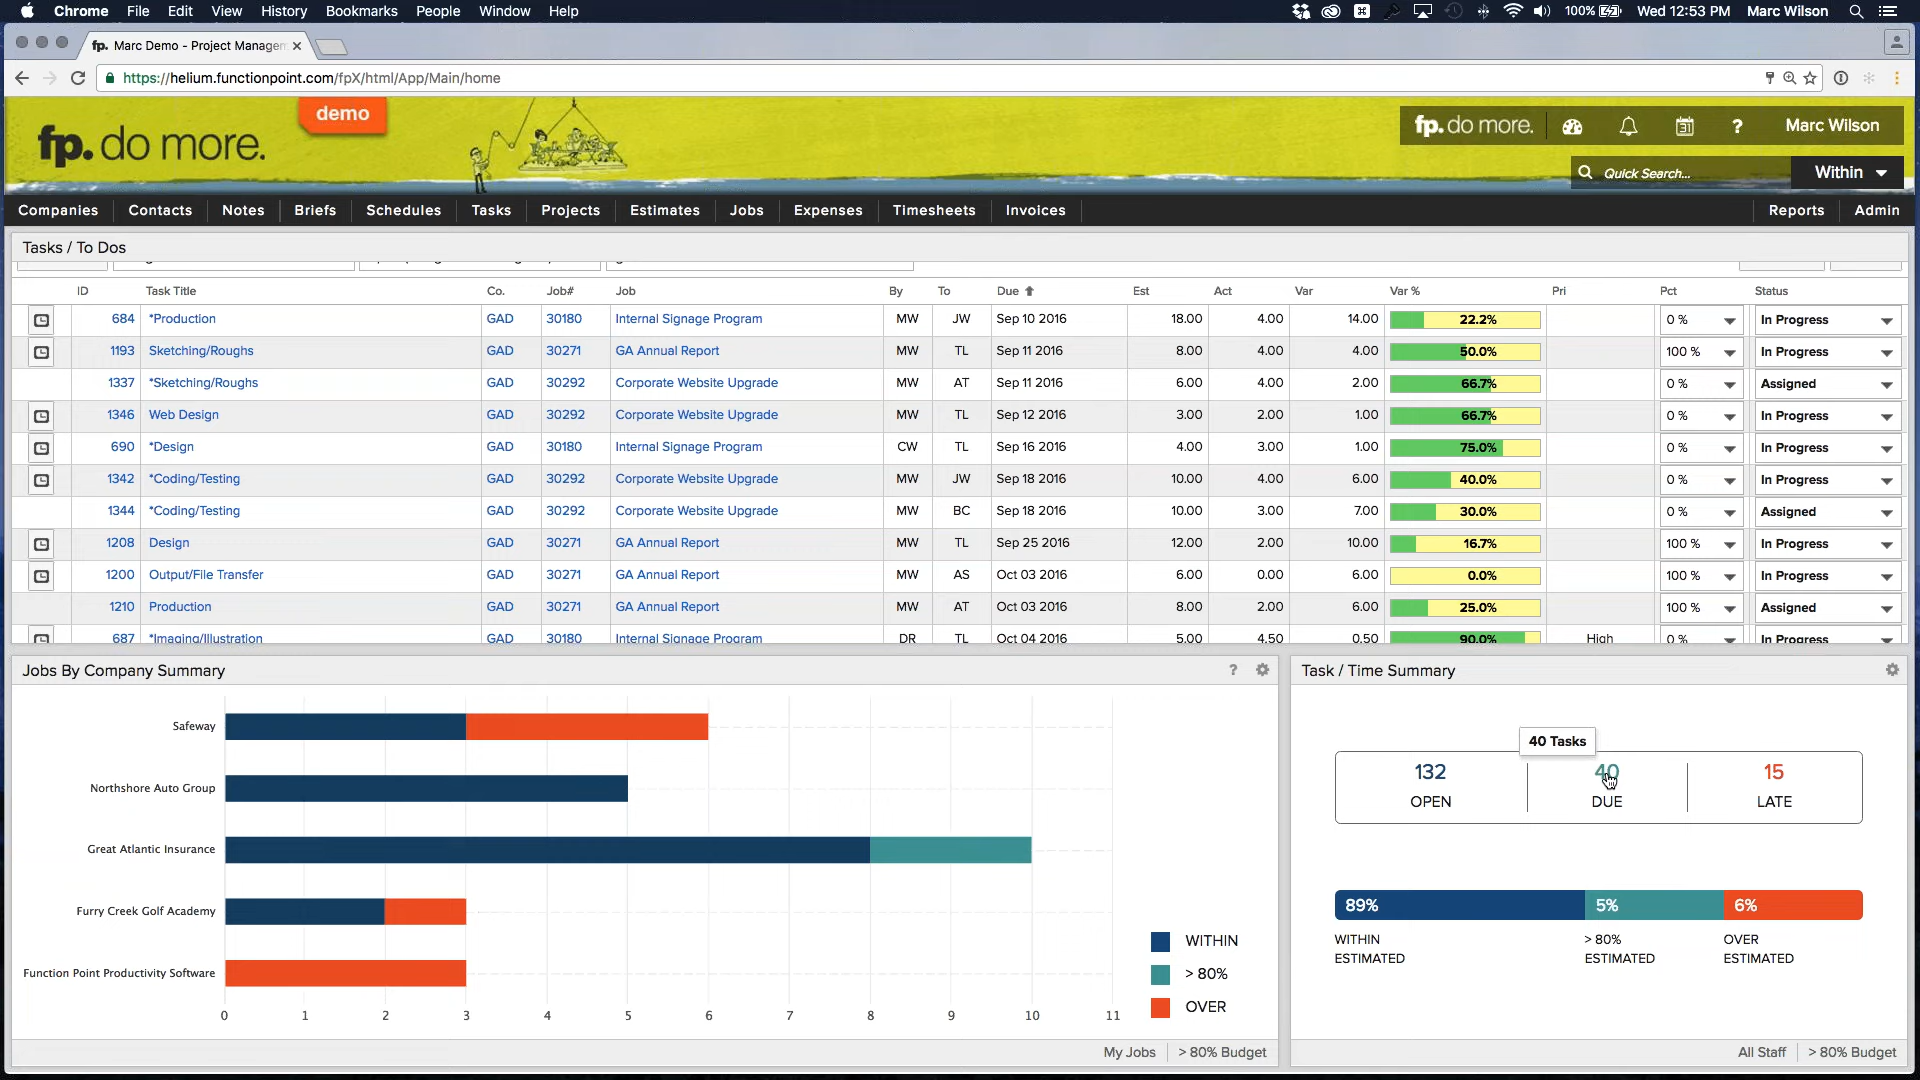 Chrome File Edit View History Bookmarks People Window Help 100% Wed 12:53 PM Marc Wilson
fp. Marc Demo - Project Managem
https://helium.functionpoint.com/fpX/html/App/Main/home
demo
fp. do more.
fp. do more. 31 ? Marc Wilson
Quick Search... Within
Companies Contacts Notes Briefs Schedules Tasks Projects Estimates Jobs Expenses Timesheets Invoices Reports Admin
Tasks / To Dos
ID Task Title Co. Job# Job By To Due Est Act Var Var % Pri Pct Status
684 *Production GAD 30180 Internal Signage Program MW JW Sep 10 2016 18.00 4.00 14.00 22.2% 0 % In Progress
1193 Sketching/Roughs GAD 30271 GA Annual Report MW TL Sep 11 2016 8.00 4.00 4.00 50.0% 100 % In Progress
1337 *Sketching/Roughs GAD 30292 Corporate Website Upgrade MW AT Sep 11 2016 6.00 4.00 2.00 66.7% 0 % Assigned
1346 Web Design GAD 30292 Corporate Website Upgrade MW TL Sep 12 2016 3.00 2.00 1.00 66.7% 0 % In Progress
690 *Design GAD 30180 Internal Signage Program CW TL Sep 16 2016 4.00 3.00 1.00 75.0% 0 % In Progress
1342 *Coding/Testing GAD 30292 Corporate Website Upgrade MW JW Sep 18 2016 10.00 4.00 6.00 40.0% 0 % In Progress
1344 *Coding/Testing GAD 30292 Corporate Website Upgrade MW BC Sep 18 2016 10.00 3.00 7.00 30.0% 0 % Assigned
1208 Design GAD 30271 GA Annual Report MW TL Sep 25 2016 12.00 2.00 10.00 16.7% 100 % In Progress
1200 Output/File Transfer GAD 30271 GA Annual Report MW AS Oct 03 2016 6.00 0.00 6.00 0.0% 100 % In Progress
1210 Production GAD 30271 GA Annual Report MW AT Oct 03 2016 8.00 2.00 6.00 25.0% 100 % Assigned
687 *Imaging/Illustration GAD 30180 Internal Signage Program DR TL Oct 04 2016 5.00 4.50 0.50 90.0% High 0 % In Progress
Jobs By Company Summary ?
Safeway
Northshore Auto Group
Great Atlantic Insurance
Furry Creek Golf Academy
Function Point Productivity Software
0 1 2 3 4 5 6 7 8 9 10 11
WITHIN
> 80%
OVER
My Jobs > 80% Budget
Task / Time Summary
40 Tasks
132 40 15
OPEN DUE LATE
89% 5% 6%
WITHIN > 80% OVER
ESTIMATED ESTIMATED ESTIMATED
All Staff > 80% Budget